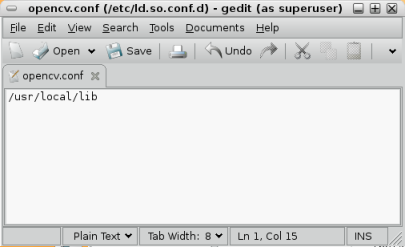 opencv.conf (/etc/ld.so.conf.d) - gedit (as superuser)
File Edit View Search Tools Documents Help
Open Save Undo
opencv.conf
/usr/local/lib
Plain Text Tab Width: 8 Ln 1, Col 15 INS